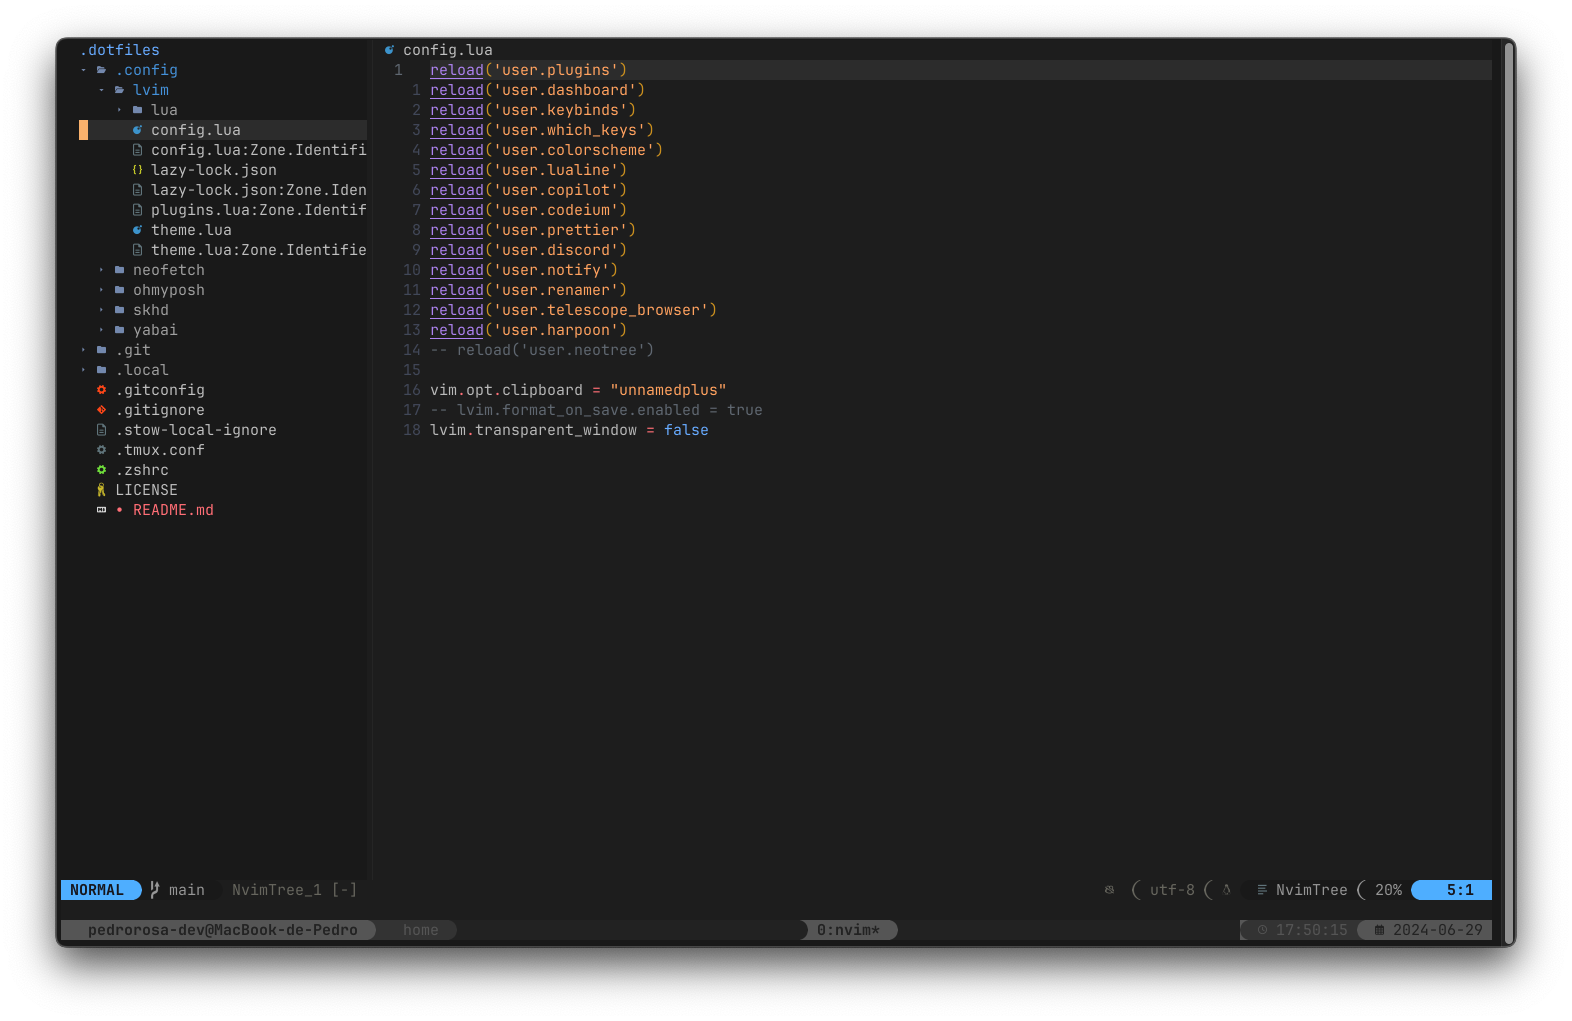 .dotfiles
.config
lvim
lua
config.lua
config.lua:Zone.Identifi
lazy-lock.json
lazy-lock.json:Zone.Iden
plugins.lua:Zone.Identif
theme.lua
theme.lua:Zone.Identifie
neofetch
ohmyposh
skhd
yabai
.git
.local
.gitconfig
.gitignore
.stow-local-ignore
.tmux.conf
.zshrc
LICENSE
README.md
config.lua
1 reload('user.plugins')
1 reload('user.dashboard')
2 reload('user.keybinds')
3 reload('user.which_keys')
4 reload('user.colorscheme')
5 reload('user.lualine')
6 reload('user.copilot')
7 reload('user.codeium')
8 reload('user.prettier')
9 reload('user.discord')
10 reload('user.notify')
11 reload('user.renamer')
12 reload('user.telescope_browser')
13 reload('user.harpoon')
14 -- reload('user.neotree')
15
16 vim.opt.clipboard = "unnamedplus"
17 -- lvim.format_on_save.enabled = true
18 lvim.transparent_window = false
NORMAL main NvimTree_1 [-] utf-8 NvimTree 20% 5:1
pedrorosa-dev@MacBook-de-Pedro home 0:nvim* 17:50:15 2024-06-29